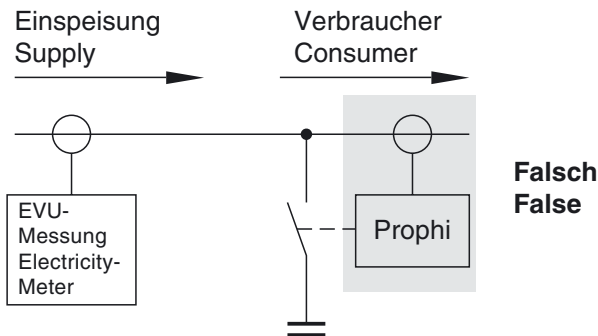 Einspeisung
Supply
Verbraucher
Consumer
Falsch
False
EVU-
Messung
Electricity-
Meter
Prophi